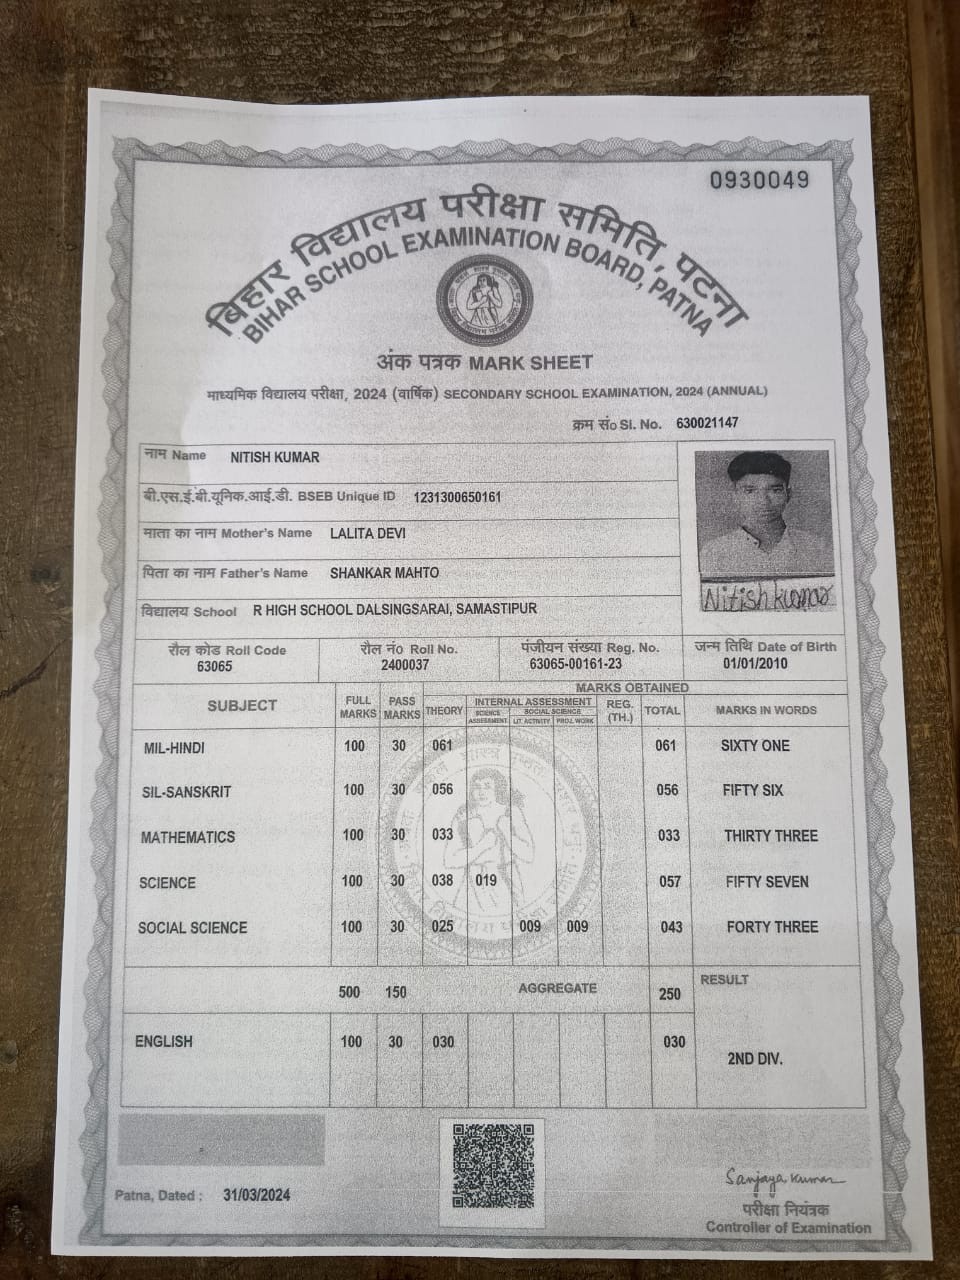 0930049
बिहार विद्यालय परीक्षा समिति, पटना
BIHAR SCHOOL EXAMINATION BOARD, PATNA
अंक पत्रक MARK SHEET
माध्यमिक विद्यालय परीक्षा, 2024 (वार्षिक) SECONDARY SCHOOL EXAMINATION, 2024 (ANNUAL)
क्रम सं० Sl. No. 630021147
नाम Name NITISH KUMAR
बी.एस.ई.बी.यूनिक.आई.डी. BSEB Unique ID 1231300650161
माता का नाम Mother's Name LALITA DEVI
पिता का नाम Father's Name SHANKAR MAHTO
Nitish kumar
विद्यालय School R HIGH SCHOOL DALSINGSARAI, SAMASTIPUR
रौल कोड Roll Code रौल नं० Roll No. पंजीयन संख्या Reg. No. जन्म तिथि Date of Birth
63065 2400037 63065-00161-23 01/01/2010
MARKS OBTAINED
SUBJECT FULL MARKS PASS MARKS THEORY INTERNAL ASSESSMENT REG. (TH.) TOTAL MARKS IN WORDS
SCIENCE ASSESSMENT SOCIAL SCIENCE LIT. ACTIVITY PROJ. WORK
MIL-HINDI 100 30 061 061 SIXTY ONE
SIL-SANSKRIT 100 30 056 056 FIFTY SIX
MATHEMATICS 100 30 033 033 THIRTY THREE
SCIENCE 100 30 038 019 057 FIFTY SEVEN
SOCIAL SCIENCE 100 30 025 009 009 043 FORTY THREE
500 150 AGGREGATE 250 RESULT
ENGLISH 100 30 030 030
2ND DIV.
Sanjaya Kumar
Patna, Dated : 31/03/2024
परीक्षा नियंत्रक
Controller of Examination